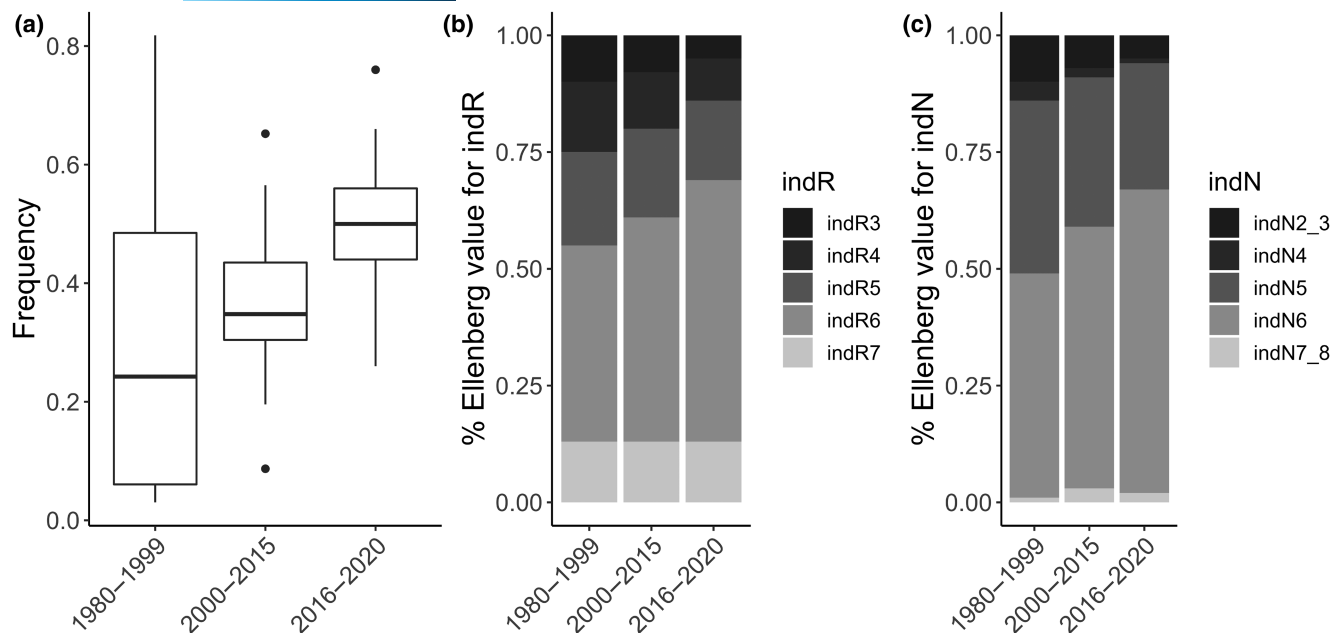 (a)
Frequency
0.8
0.6
0.4
0.2
0.0
1980–1999
2000–2015
2016–2020
(b)
% Ellenberg value for indR
1.00
0.75
0.50
0.25
0.00
1980–1999
2000–2015
2016–2020
indR
indR3
indR4
indR5
indR6
indR7
(c)
% Ellenberg value for indN
1.00
0.75
0.50
0.25
0.00
1980–1999
2000–2015
2016–2020
indN
indN2_3
indN4
indN5
indN6
indN7_8